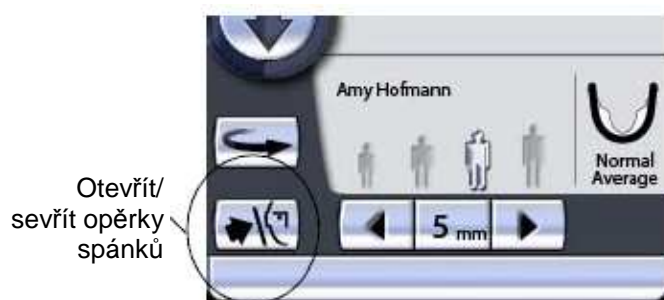 Amy Hofmann
Normal
Average
Otevřít/
sevřít opěrky
spánků
5 mm